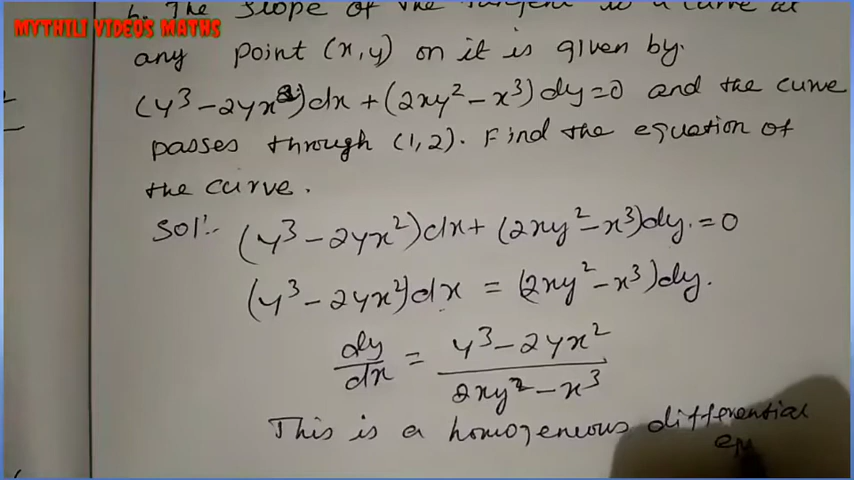 MYTHILI VIDEOS MATHS
6. The slope of the tangent to a curve at
any point (x,y) on it is given by.
(y³-2yx²)dx+(2xy²-x³)dy=0 and the curve
passes through (1,2). Find the equation of
the curve.
Sol:- (y³-2yx²)dx+(2xy²-x³)dy.=0
(y³-2yx²)dx = (2xy²-x³)dy.
dy/dx = y³-2yx²/2xy²-x³
This is a homogeneous differential